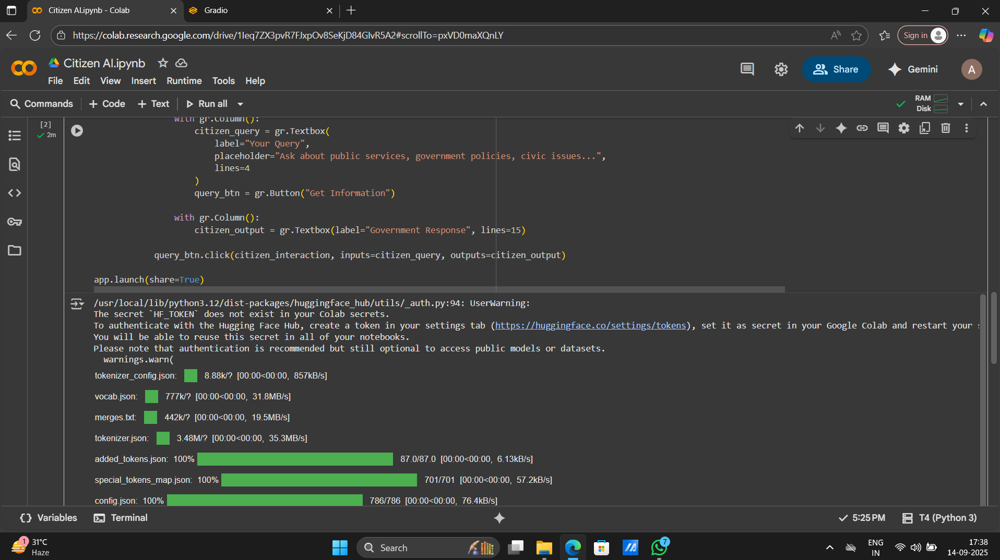 Citizen AI.ipynb - Colab
Gradio
https://colab.research.google.com/drive/1Ieq7ZX3pvR7FJxpOv8SeKjD84GIvR5A2#scrollTo=pxVD0maXQnLY
Sign in
Citizen AI.ipynb
Share
Gemini
A
File Edit View Insert Runtime Tools Help
Commands + Code + Text Run all
RAM
Disk
[2]
2m
with gr.Column():
citizen_query = gr.Textbox(
label="Your Query",
placeholder="Ask about public services, government policies, civic issues...",
lines=4
)
query_btn = gr.Button("Get Information")
with gr.Column():
citizen_output = gr.Textbox(label="Government Response", lines=15)
query_btn.click(citizen_interaction, inputs=citizen_query, outputs=citizen_output)
app.launch(share=True)
/usr/local/lib/python3.12/dist-packages/huggingface_hub/utils/_auth.py:94: UserWarning:
The secret `HF_TOKEN` does not exist in your Colab secrets.
To authenticate with the Hugging Face Hub, create a token in your settings tab (https://huggingface.co/settings/tokens), set it as secret in your Google Colab and restart your
You will be able to reuse this secret in all of your notebooks.
Please note that authentication is recommended but still optional to access public models or datasets.
warnings.warn(
tokenizer_config.json: 8.88k/? [00:00<00:00, 857kB/s]
vocab.json: 777k/? [00:00<00:00, 31.8MB/s]
merges.txt: 442k/? [00:00<00:00, 19.5MB/s]
tokenizer.json: 3.48M/? [00:00<00:00, 35.3MB/s]
added_tokens.json: 100% 87.0/87.0 [00:00<00:00, 6.13kB/s]
special_tokens_map.json: 100% 701/701 [00:00<00:00, 57.2kB/s]
config.json: 100% 786/786 [00:00<00:00, 76.4kB/s]
Variables Terminal
5:25 PM T4 (Python 3)
1
31°C
Haze
Search
7
ENG
IN
17:38
14-09-2025